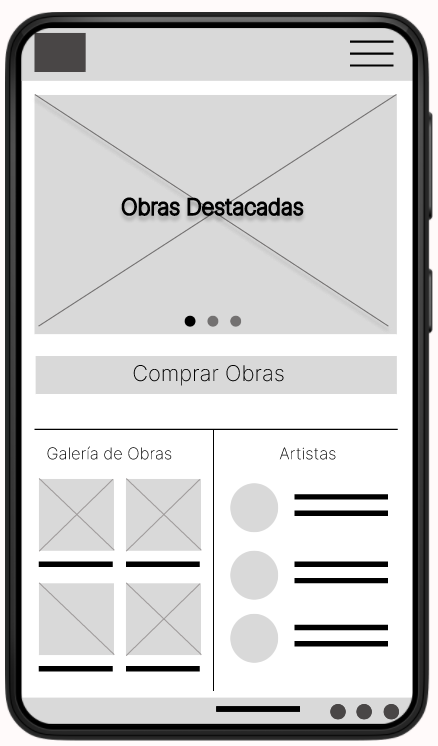 Obras Destacadas
Comprar Obras
Galería de Obras
Artistas